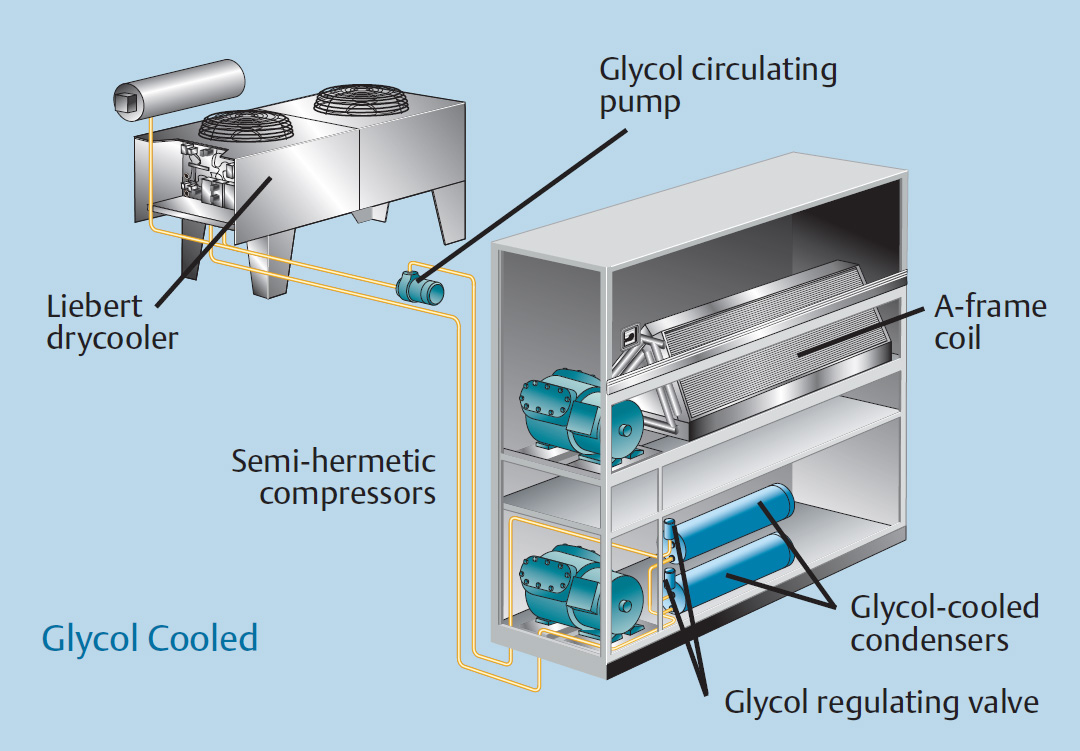 Glycol circulating
pump
Liebert
drycooler
A-frame
coil
Semi-hermetic
compressors
Glycol-cooled
condensers
Glycol Cooled
Glycol regulating valve